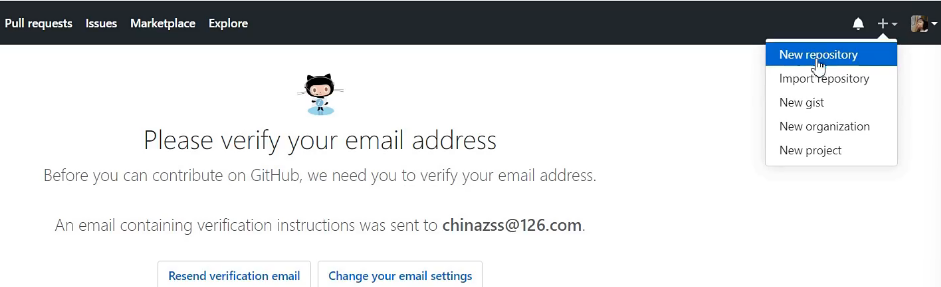 Pull requests Issues Marketplace Explore
New repository
Import repository
New gist
New organization
New project
Please verify your email address
Before you can contribute on GitHub, we need you to verify your email address.
An email containing verification instructions was sent to chinazss@126.com.
Resend verification email Change your email settings